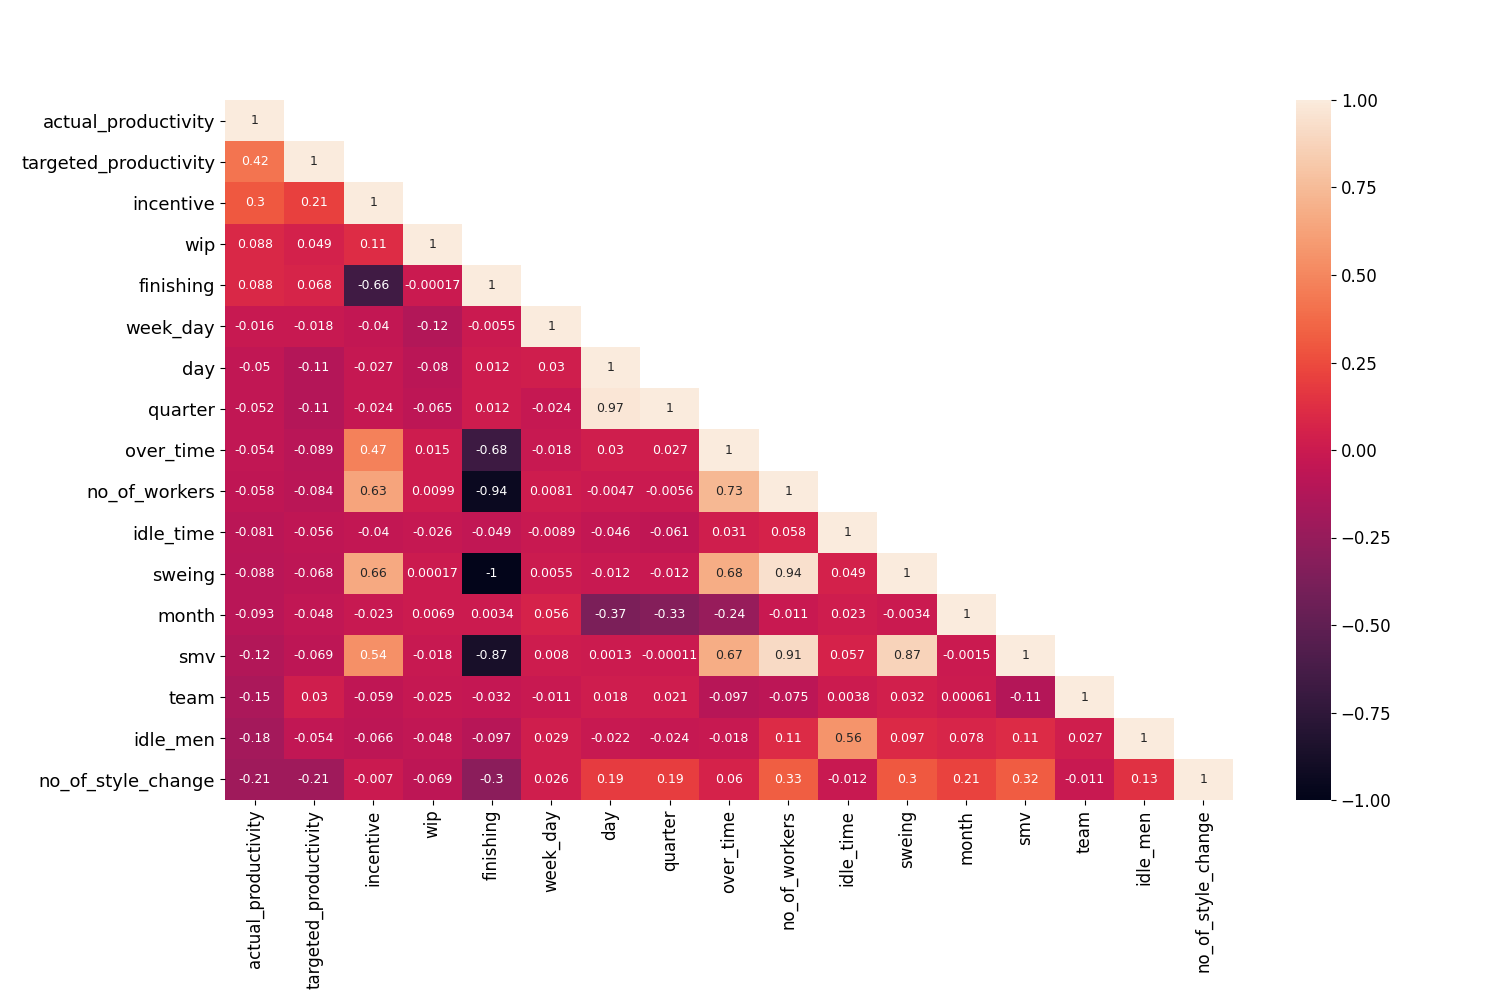 actual_productivity 1
targeted_productivity 0.42 1
incentive 0.3 0.21 1
wip 0.088 0.049 0.11 1
finishing 0.088 0.068 -0.66 -0.00017 1
week_day -0.016 -0.018 -0.04 -0.12 -0.0055 1
day -0.05 -0.11 -0.027 -0.08 0.012 0.03 1
quarter -0.052 -0.11 -0.024 -0.065 0.012 -0.024 0.97 1
over_time -0.054 -0.089 0.47 0.015 -0.68 -0.018 0.03 0.027 1
no_of_workers -0.058 -0.084 0.63 0.0099 -0.94 0.0081 -0.0047 -0.0056 0.73 1
idle_time -0.081 -0.056 -0.04 -0.026 -0.049 -0.0089 -0.046 -0.061 0.031 0.058 1
sweing -0.088 -0.068 0.66 0.00017 -1 0.0055 -0.012 -0.012 0.68 0.94 0.049 1
month -0.093 -0.048 -0.023 0.0069 0.0034 0.056 -0.37 -0.33 -0.24 -0.011 0.023 -0.0034 1
smv -0.12 -0.069 0.54 -0.018 -0.87 0.008 0.0013 -0.00011 0.67 0.91 0.057 0.87 -0.0015 1
team -0.15 0.03 -0.059 -0.025 -0.032 -0.011 0.018 0.021 -0.097 -0.075 0.0038 0.032 0.00061 -0.11 1
idle_men -0.18 -0.054 -0.066 -0.048 -0.097 0.029 -0.022 -0.024 -0.018 0.11 0.56 0.097 0.078 0.11 0.027 1
no_of_style_change -0.21 -0.21 -0.007 -0.069 -0.3 0.026 0.19 0.19 0.06 0.33 -0.012 0.3 0.21 0.32 -0.011 0.13 1
actual_productivity
targeted_productivity
incentive
wip
finishing
week_day
day
quarter
over_time
no_of_workers
idle_time
sweing
month
smv
team
idle_men
no_of_style_change
1.00
0.75
0.50
0.25
0.00
−0.25
−0.50
−0.75
−1.00